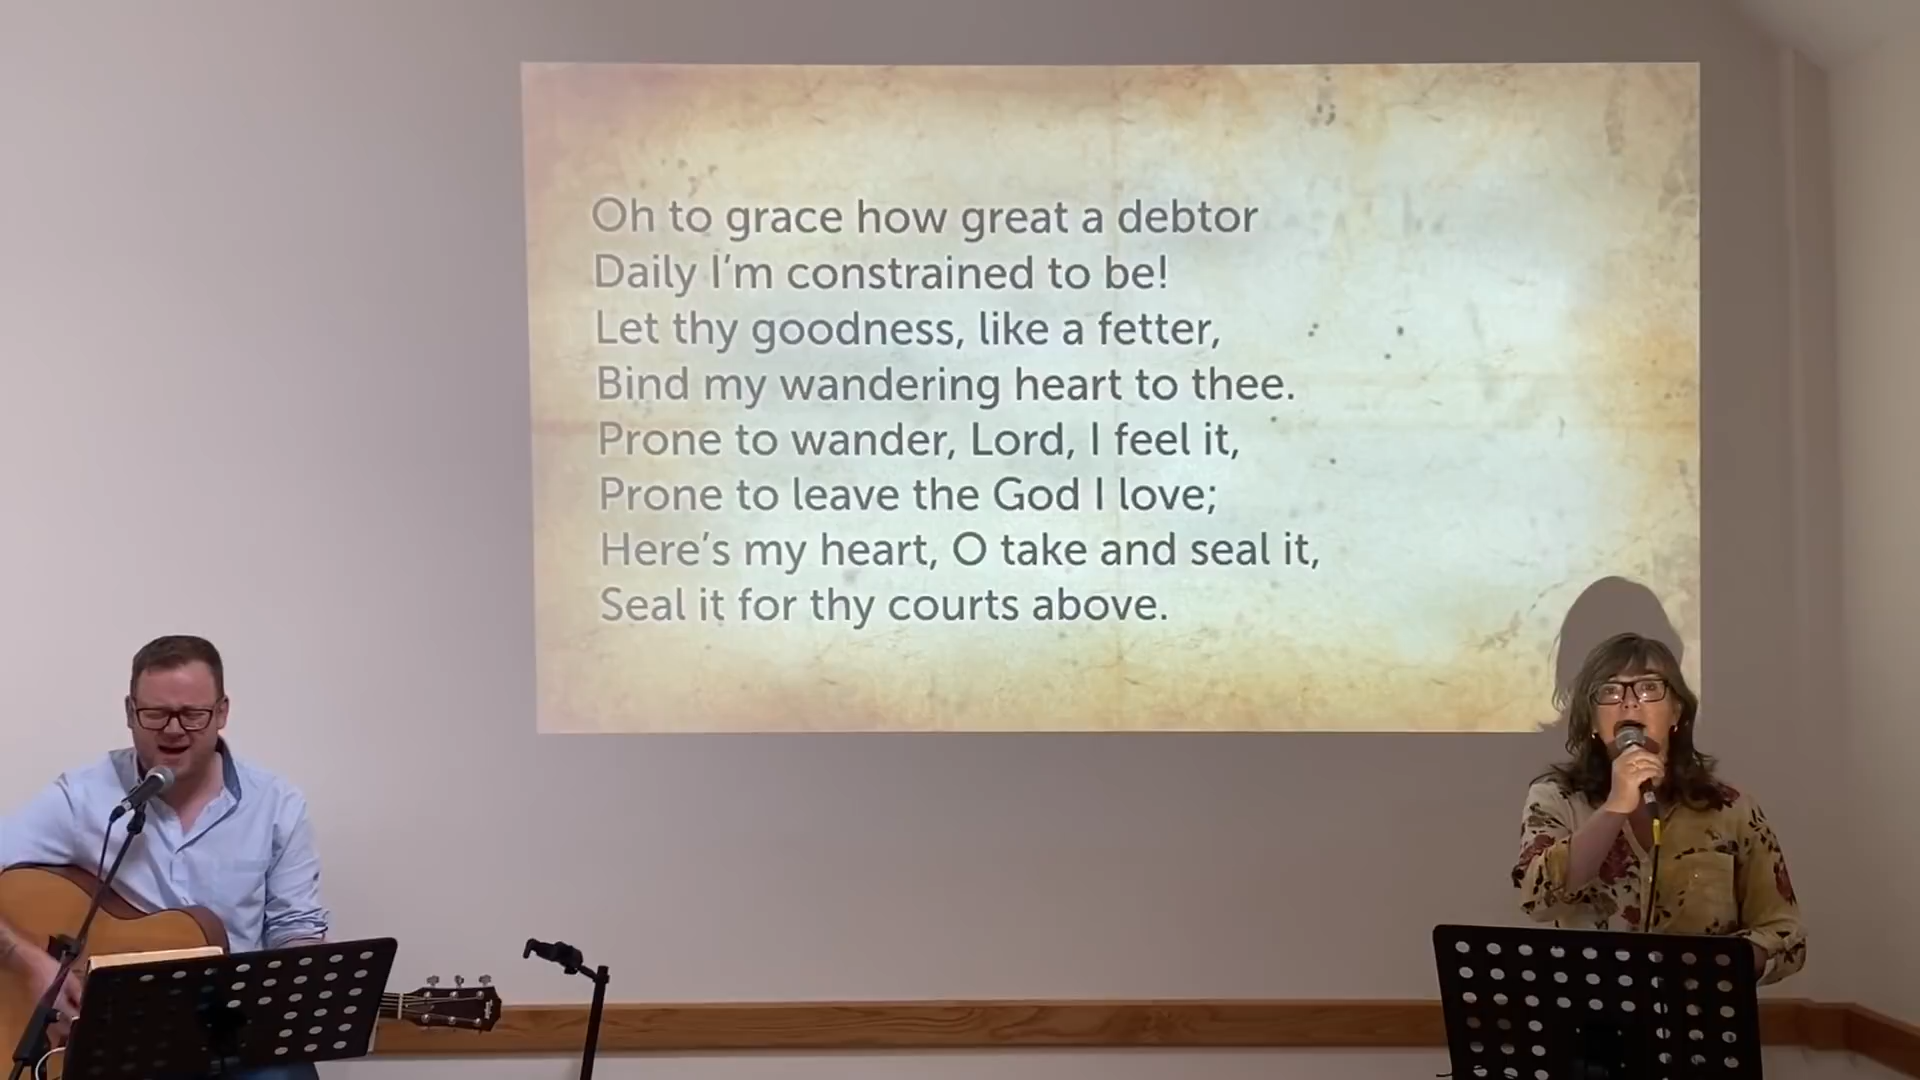 Oh to grace how great a debtor
Daily I'm constrained to be!
Let thy goodness, like a fetter,
Bind my wandering heart to thee.
Prone to wander, Lord, I feel it,
Prone to leave the God I love;
Here's my heart, O take and seal it,
Seal it for thy courts above.